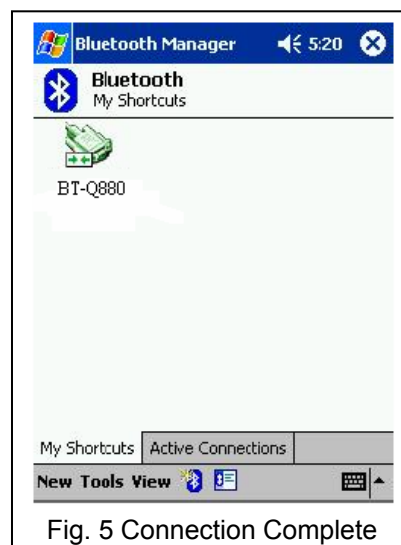 Bluetooth Manager 5:20
Bluetooth
My Shortcuts
BT-Q880
My Shortcuts Active Connections
New Tools View
Fig. 5 Connection Complete